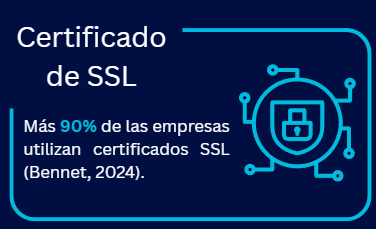 Certificado
de SSL
Más 90% de las empresas
utilizan certificados SSL
(Bennet, 2024).